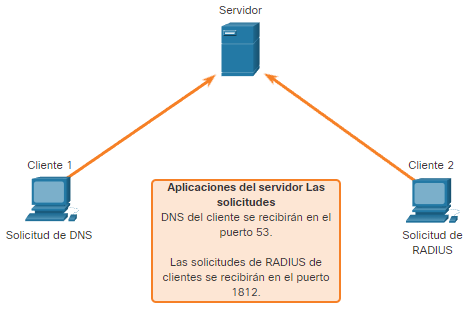 Servidor
Cliente 1
Cliente 2
Solicitud de DNS
Solicitud de
RADIUS
Aplicaciones del servidor Las
solicitudes
DNS del cliente se recibirán en el
puerto 53.
Las solicitudes de RADIUS de
clientes se recibirán en el puerto
1812.